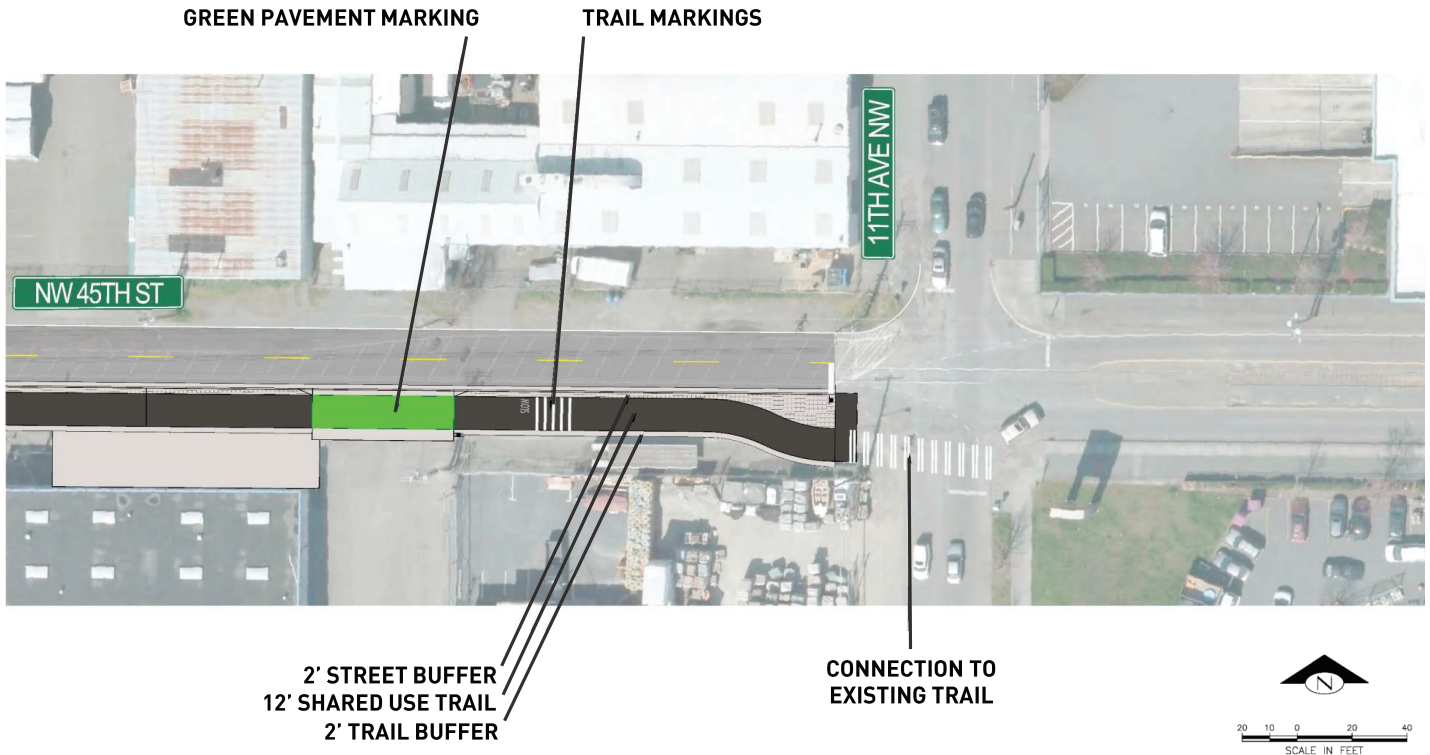 GREEN PAVEMENT MARKING
TRAIL MARKINGS
11TH AVE NW
NW 45TH ST
SLOW
2’ STREET BUFFER
12’ SHARED USE TRAIL
2’ TRAIL BUFFER
CONNECTION TO
EXISTING TRAIL
N
20 10 0 20 40
SCALE IN FEET